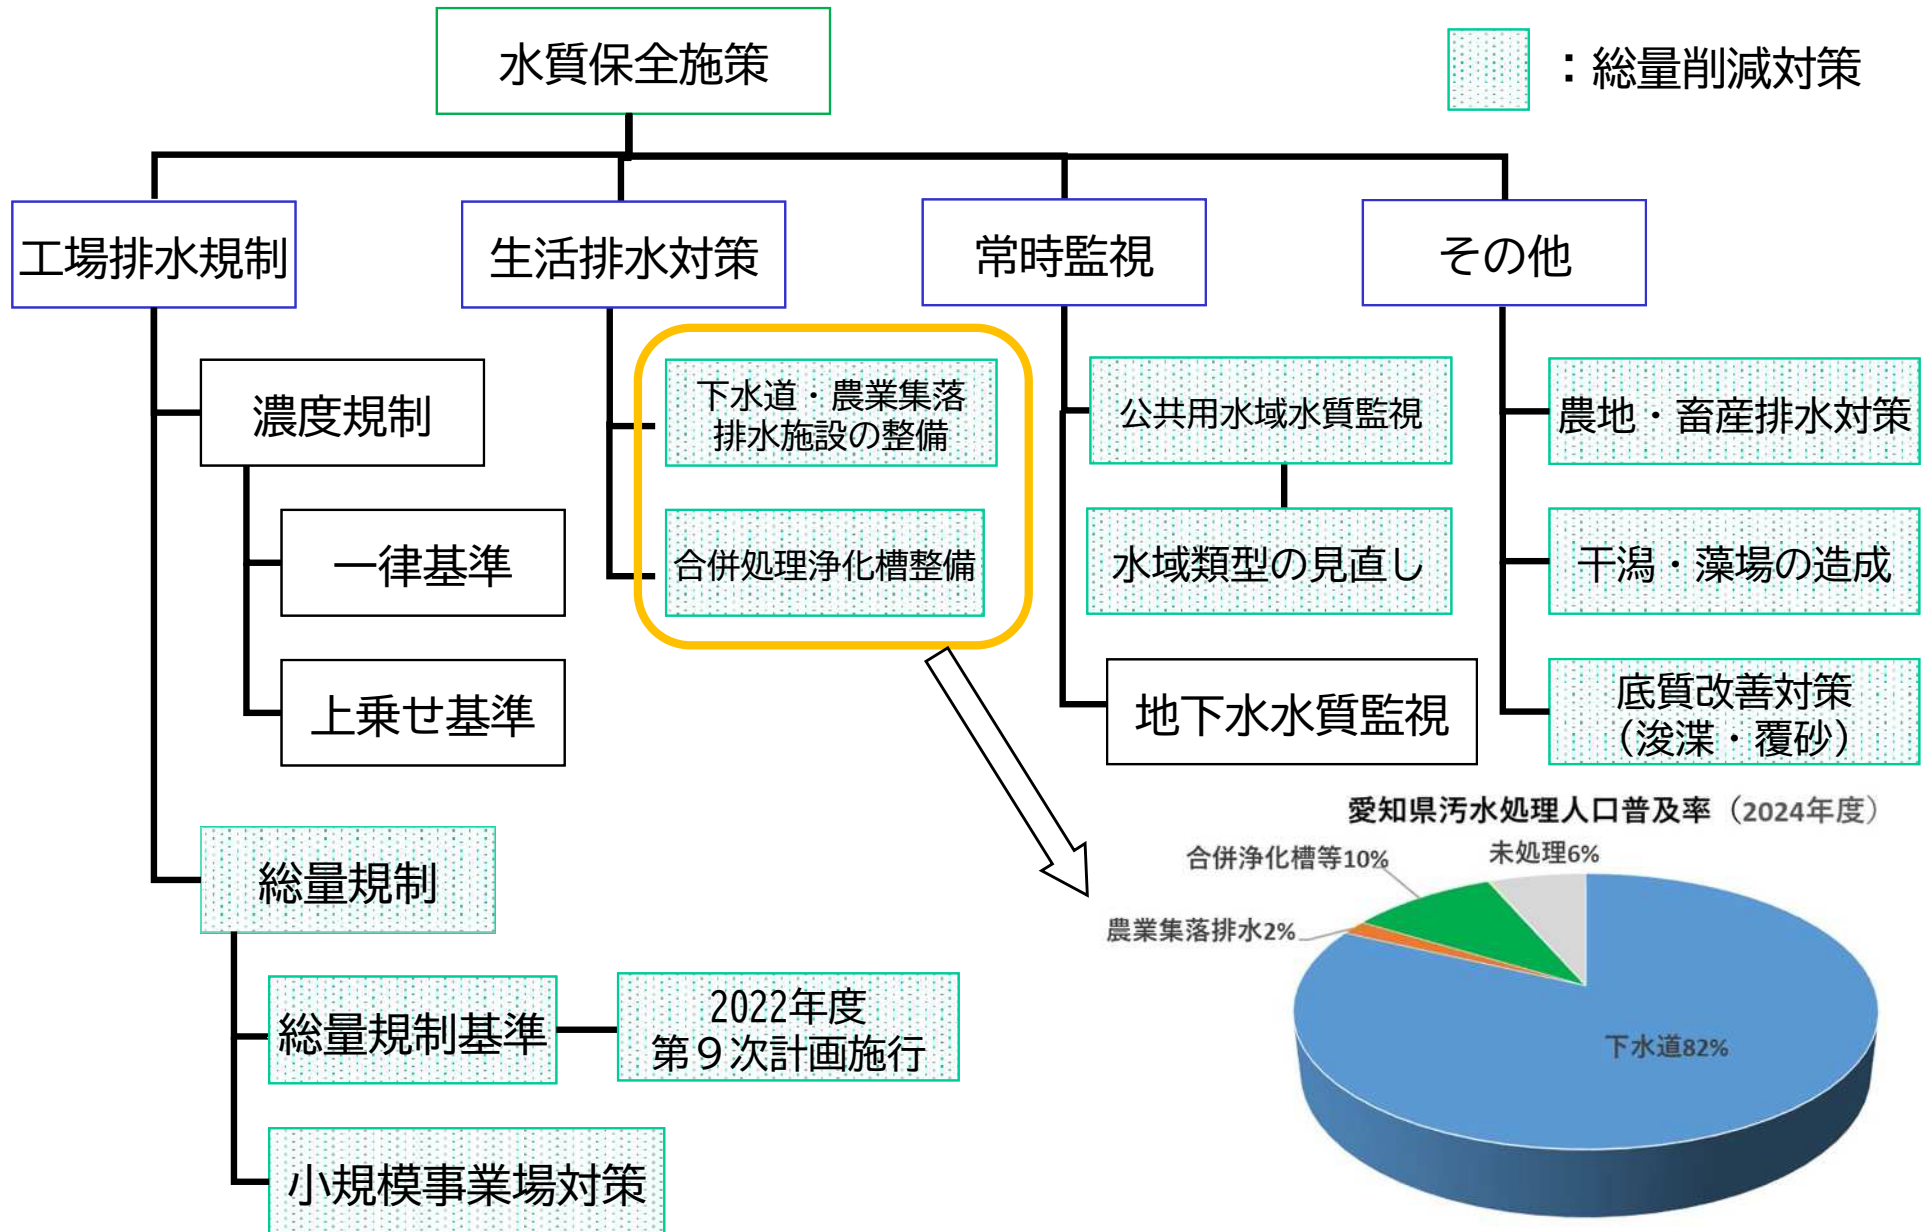 水質保全施策
：総量削減対策
工場排水規制
生活排水対策
常時監視
その他
濃度規制
一律基準
上乗せ基準
下水道・農業集落
排水施設の整備
合併処理浄化槽整備
公共用水域水質監視
水域類型の見直し
地下水水質監視
農地・畜産排水対策
干潟・藻場の造成
底質改善対策
（浚渫・覆砂）
総量規制
総量規制基準
2022年度
第９次計画施行
小規模事業場対策
愛知県汚水処理人口普及率（2024年度）
合併浄化槽等10%
未処理6%
農業集落排水2%
下水道82%